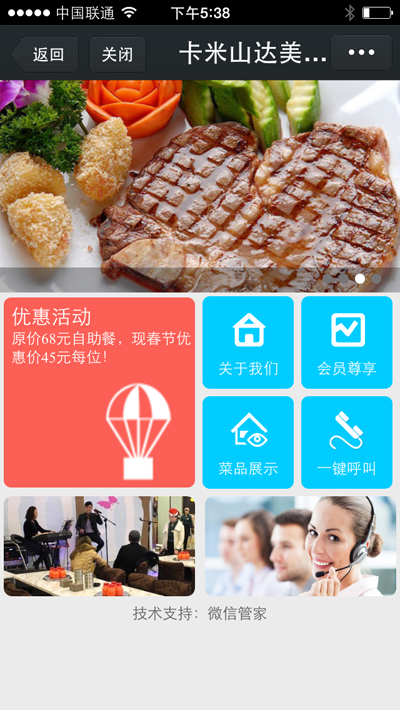 中国联通 下午5:38
返回 关闭 卡米山达美...
优惠活动
原价68元自助餐，现春节优
惠价45元每位！
关于我们 会员尊享
菜品展示 一键呼叫
技术支持：微信管家